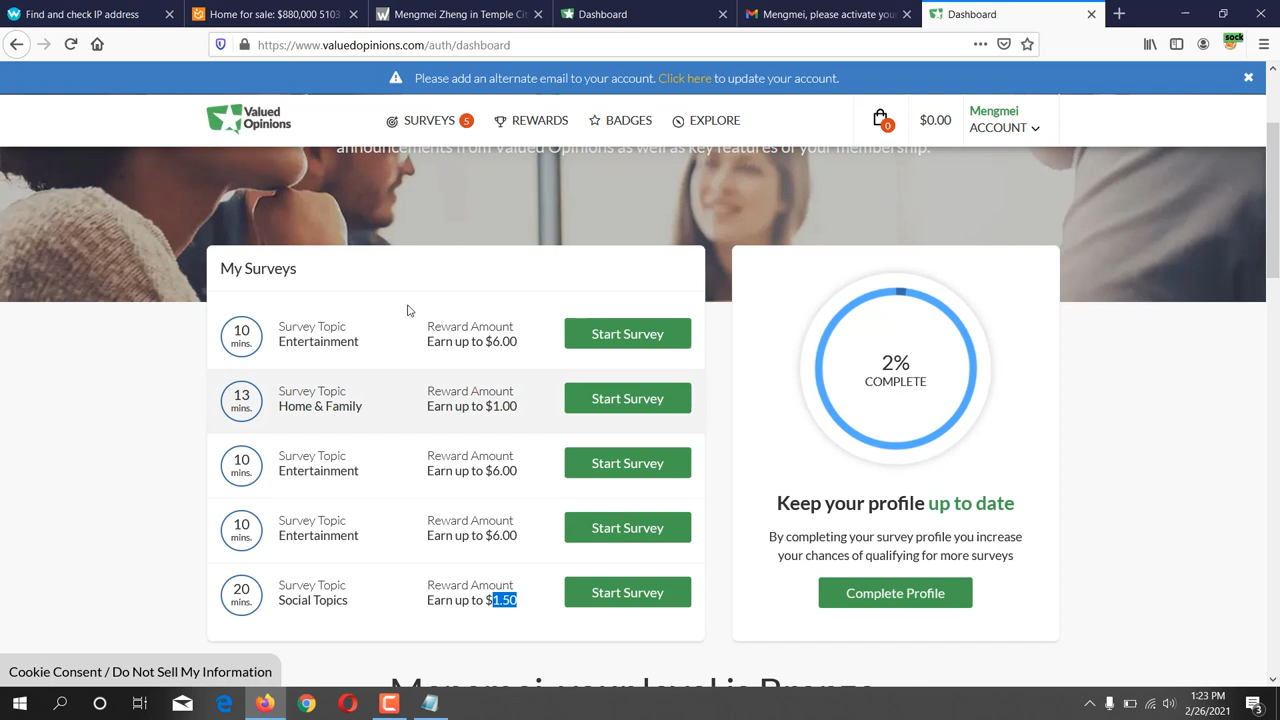 Find and check IP address
Home for sale: $880,000 5103
Mengmei Zheng in Temple Cit
Dashboard
Mengmei, please activate your
Dashboard
https://www.valuedopinions.com/auth/dashboard
sock
Please add an alternate email to your account. Click here to update your account.
Valued
Opinions
SURVEYS 5
REWARDS
BADGES
EXPLORE
0
$0.00
Mengmei
ACCOUNT
announcements from Valued Opinions as well as key features of your membership.
My Surveys
10
mins.
Survey Topic
Entertainment
Reward Amount
Earn up to $6.00
Start Survey
13
mins.
Survey Topic
Home & Family
Reward Amount
Earn up to $1.00
Start Survey
10
mins.
Survey Topic
Entertainment
Reward Amount
Earn up to $6.00
Start Survey
10
mins.
Survey Topic
Entertainment
Reward Amount
Earn up to $6.00
Start Survey
20
mins.
Survey Topic
Social Topics
Reward Amount
Earn up to $1.50
Start Survey
2%
COMPLETE
Keep your profile up to date
By completing your survey profile you increase
your chances of qualifying for more surveys
Complete Profile
Cookie Consent / Do Not Sell My Information
Mengmei, your level is Bronze
1:23 PM
2/26/2021
3